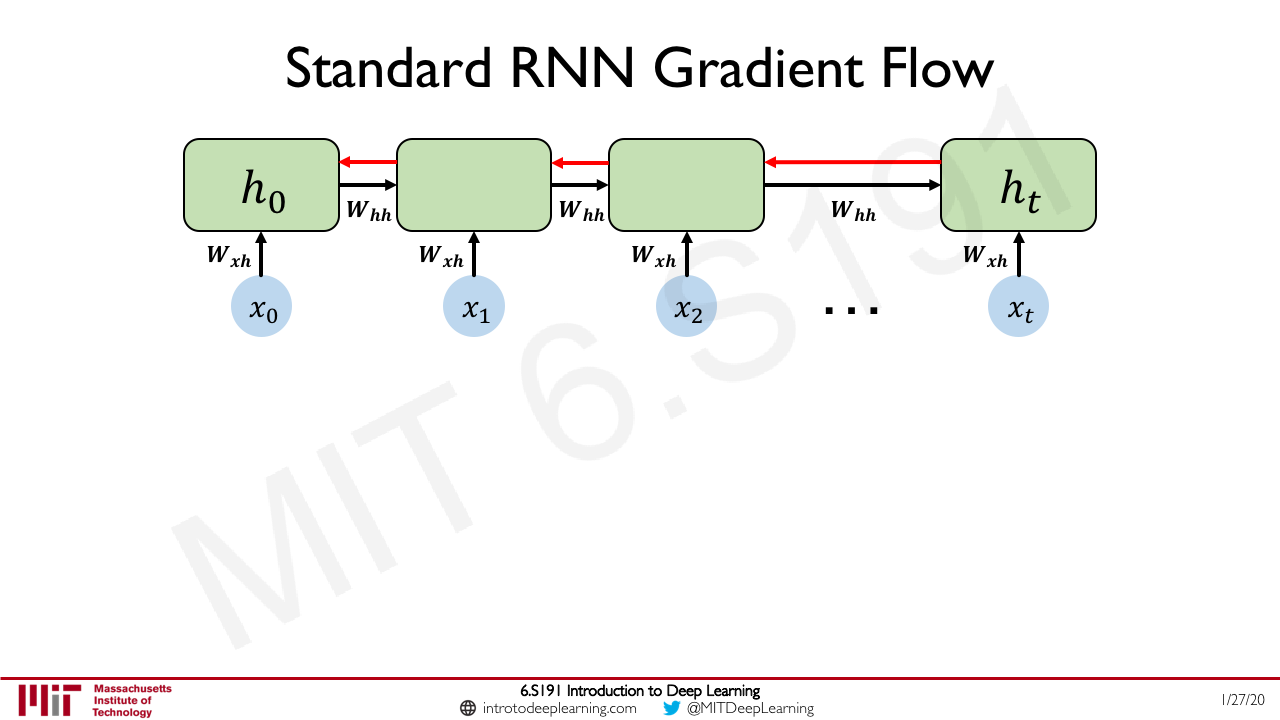 Standard RNN Gradient Flow
h₀ hₜ
Wₕₕ Wₕₕ Wₕₕ
Wₓₕ Wₓₕ Wₓₕ Wₓₕ
x₀ x₁ x₂ ... xₜ
MIT 6.S191
Massachusetts
Institute of
Technology
6.S191 Introduction to Deep Learning
introtodeeplearning.com @MITDeepLearning
1/27/20